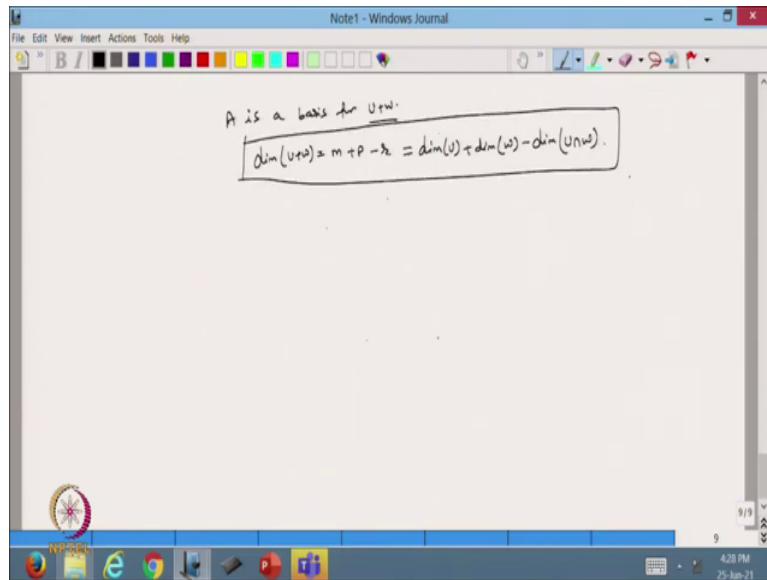 Note1 - Windows Journal
File Edit View Insert Actions Tools Help
B I
A is a basis for U+W.
dim(U+W) = m + p - r = dim(U) + dim(W) - dim(U∩W).
9/9
9
NPTEL
4:28 PM
25-Jun-21